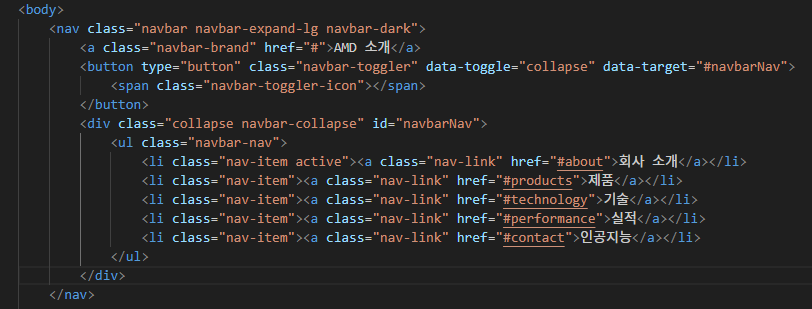 <body>
<nav class="navbar navbar-expand-lg navbar-dark">
<a class="navbar-brand" href="#">AMD 소개</a>
<button type="button" class="navbar-toggler" data-toggle="collapse" data-target="#navbarNav">
<span class="navbar-toggler-icon"></span>
</button>
<div class="collapse navbar-collapse" id="navbarNav">
<ul class="navbar-nav">
<li class="nav-item active"><a class="nav-link" href="#about">회사 소개</a></li>
<li class="nav-item"><a class="nav-link" href="#products">제품</a></li>
<li class="nav-item"><a class="nav-link" href="#technology">기술</a></li>
<li class="nav-item"><a class="nav-link" href="#performance">실적</a></li>
<li class="nav-item"><a class="nav-link" href="#contact">인공지능</a></li>
</ul>
</div>
</nav>